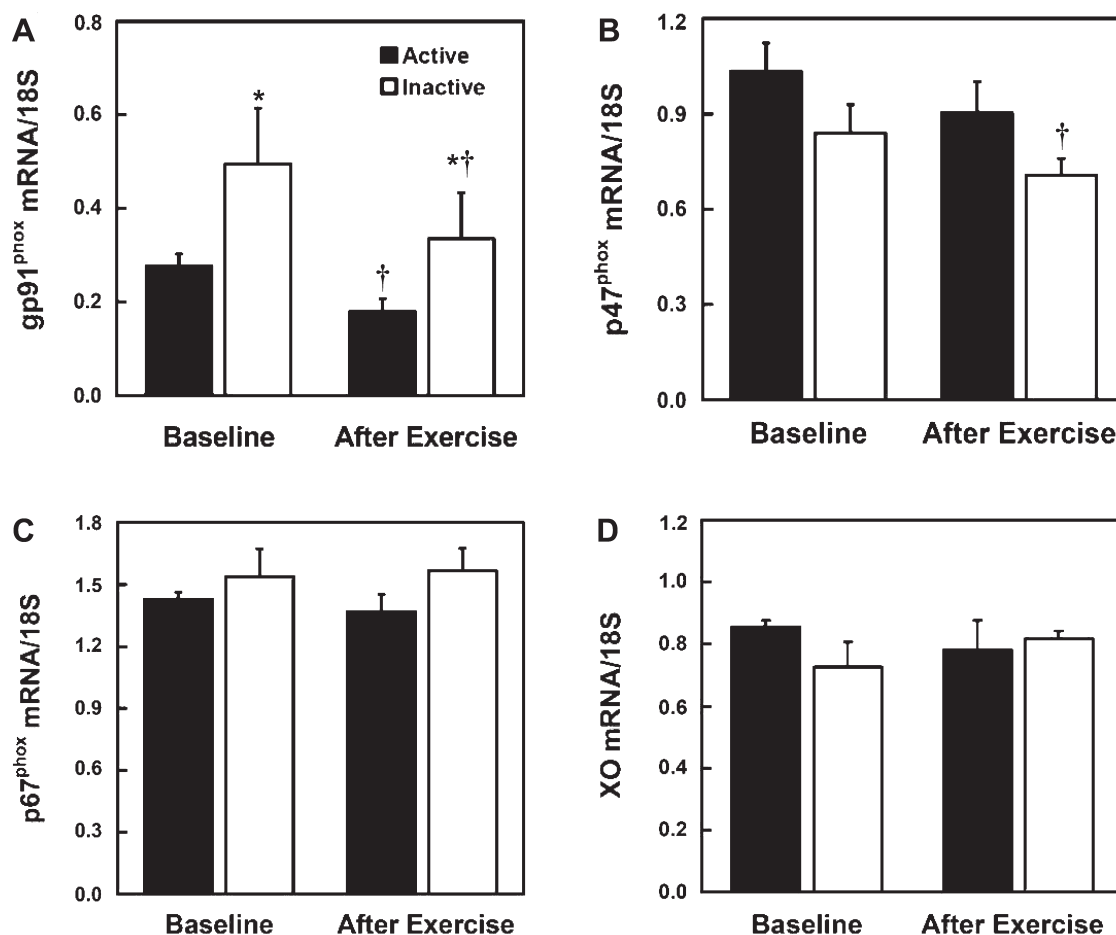 A
gp91phox mRNA/18S
0.8
0.6
0.4
0.2
0.0
Active
Inactive
*
*†
†
Baseline
After Exercise
B
p47phox mRNA/18S
1.2
0.9
0.6
0.3
0.0
†
Baseline
After Exercise
C
p67phox mRNA/18S
1.8
1.5
1.2
0.9
0.6
0.3
0.0
Baseline
After Exercise
D
XO mRNA/18S
1.2
1.0
0.8
0.6
0.4
0.2
0.0
Baseline
After Exercise